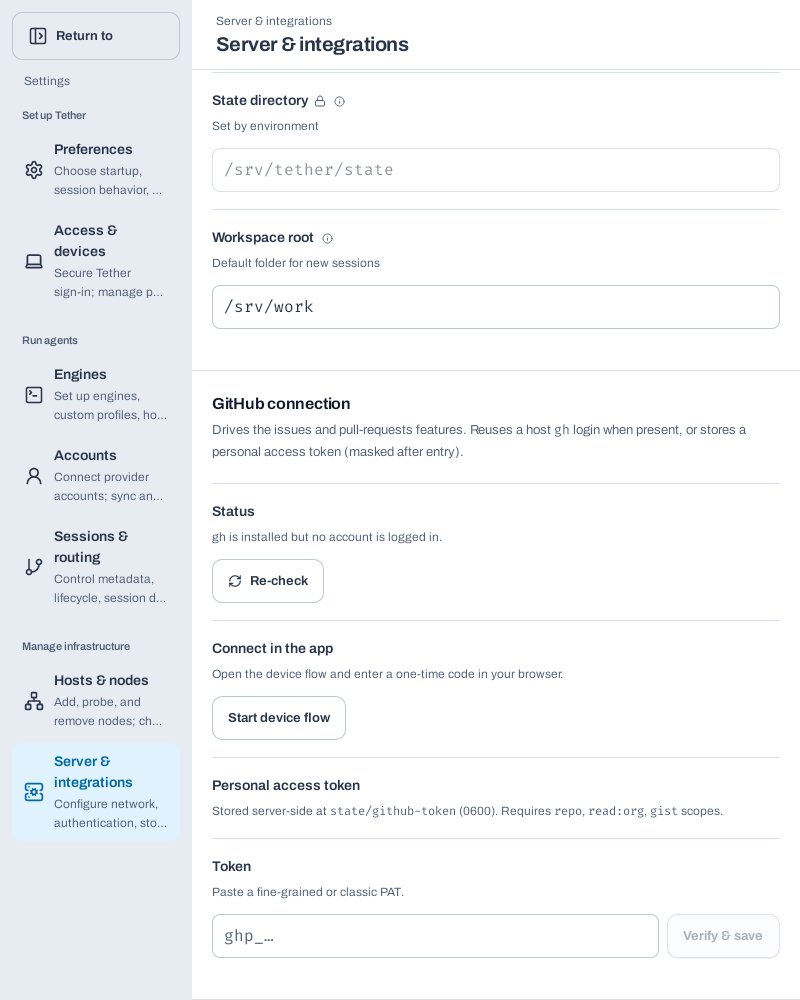 Return to
Settings
Set up Tether
Preferences
Choose startup,
session behavior, ...
Access &
devices
Secure Tether
sign-in; manage p...
Run agents
Engines
Set up engines,
custom profiles, ho...
Accounts
Connect provider
accounts; sync an...
Sessions &
routing
Control metadata,
lifecycle, session d...
Manage infrastructure
Hosts & nodes
Add, probe, and
remove nodes; ch...
Server &
integrations
Configure network,
authentication, sto...
Server & integrations
Server & integrations
State directory
Set by environment
/srv/tether/state
Workspace root
Default folder for new sessions
/srv/work
GitHub connection
Drives the issues and pull-requests features. Reuses a host gh login when present, or stores a
personal access token (masked after entry).
Status
gh is installed but no account is logged in.
Re-check
Connect in the app
Open the device flow and enter a one-time code in your browser.
Start device flow
Personal access token
Stored server-side at state/github-token (0600). Requires repo, read:org, gist scopes.
Token
Paste a fine-grained or classic PAT.
ghp_…
Verify & save